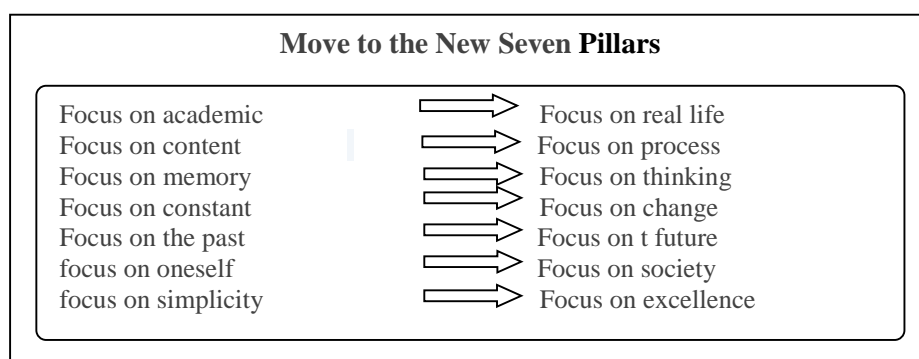 Move to the New Seven Pillars
Focus on academic Focus on real life
Focus on content Focus on process
Focus on memory Focus on thinking
Focus on constant Focus on change
Focus on the past Focus on t future
focus on oneself Focus on society
focus on simplicity Focus on excellence